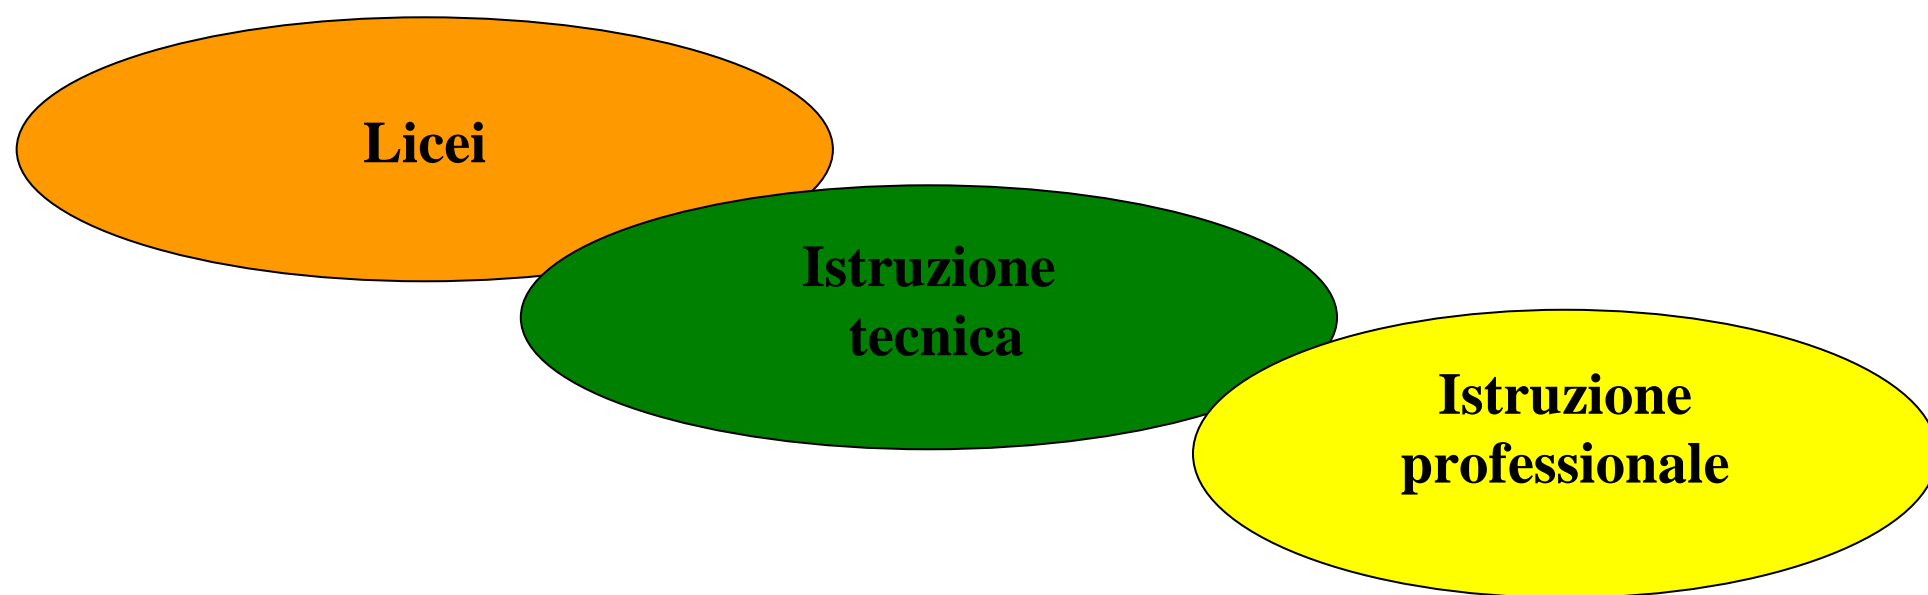 Licei
Istruzione
tecnica
Istruzione
professionale